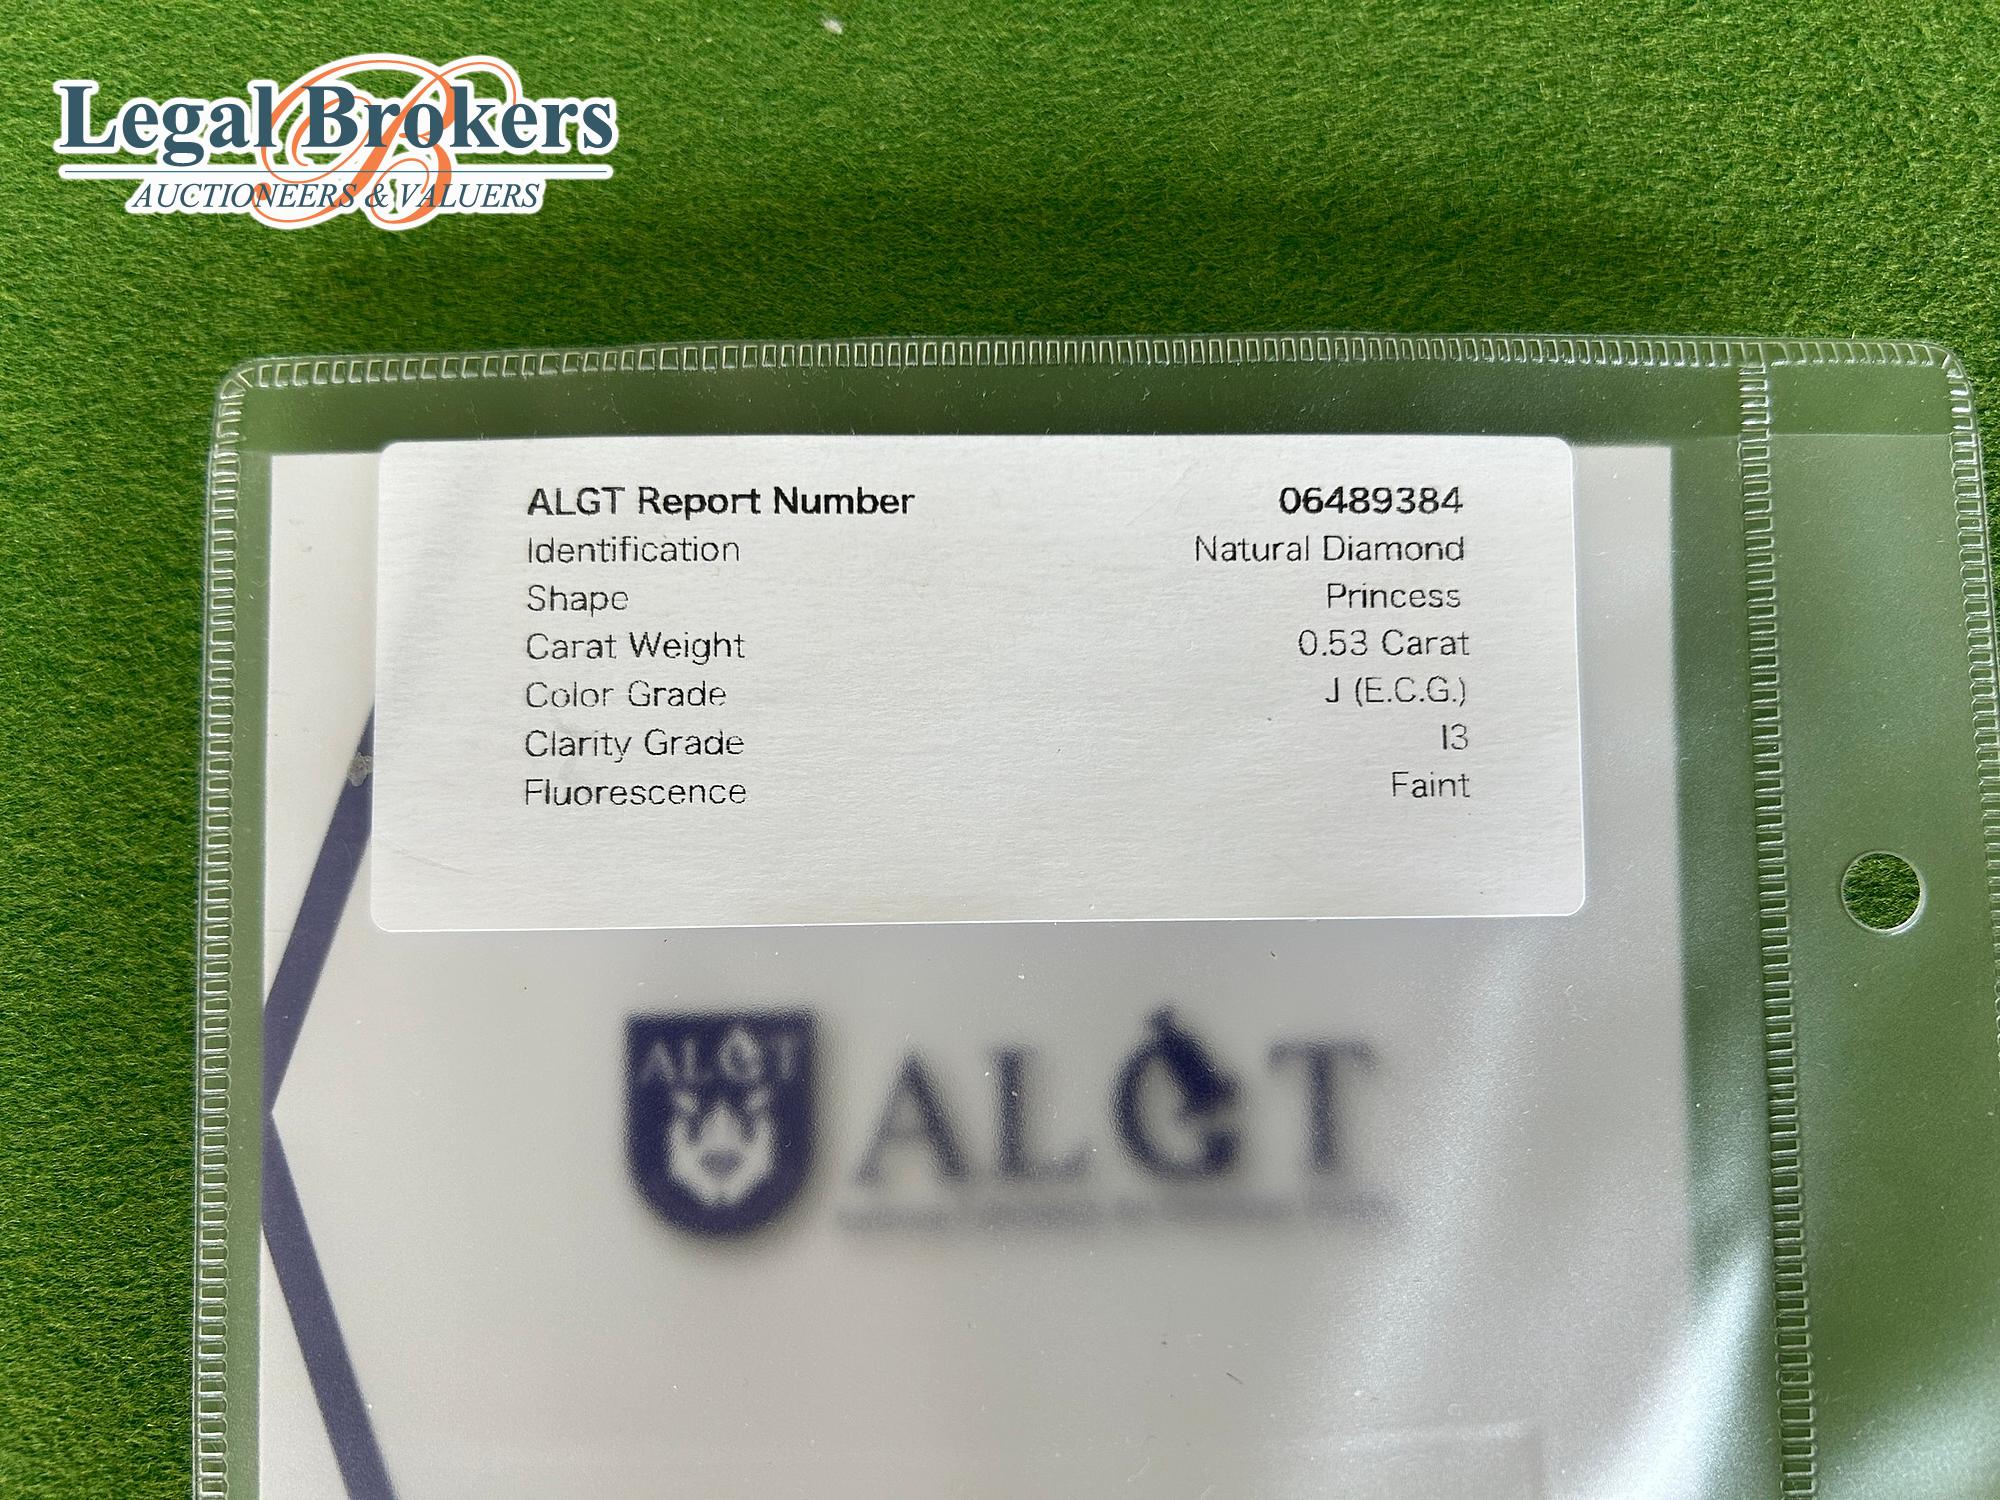 Legal Brokers
AUCTIONEERS & VALUERS
ALGT Report Number 06489384
Identification Natural Diamond
Shape Princess
Carat Weight 0.53 Carat
Color Grade J (E.C.G.)
Clarity Grade I3
Fluorescence Faint
ALGT
ALGT